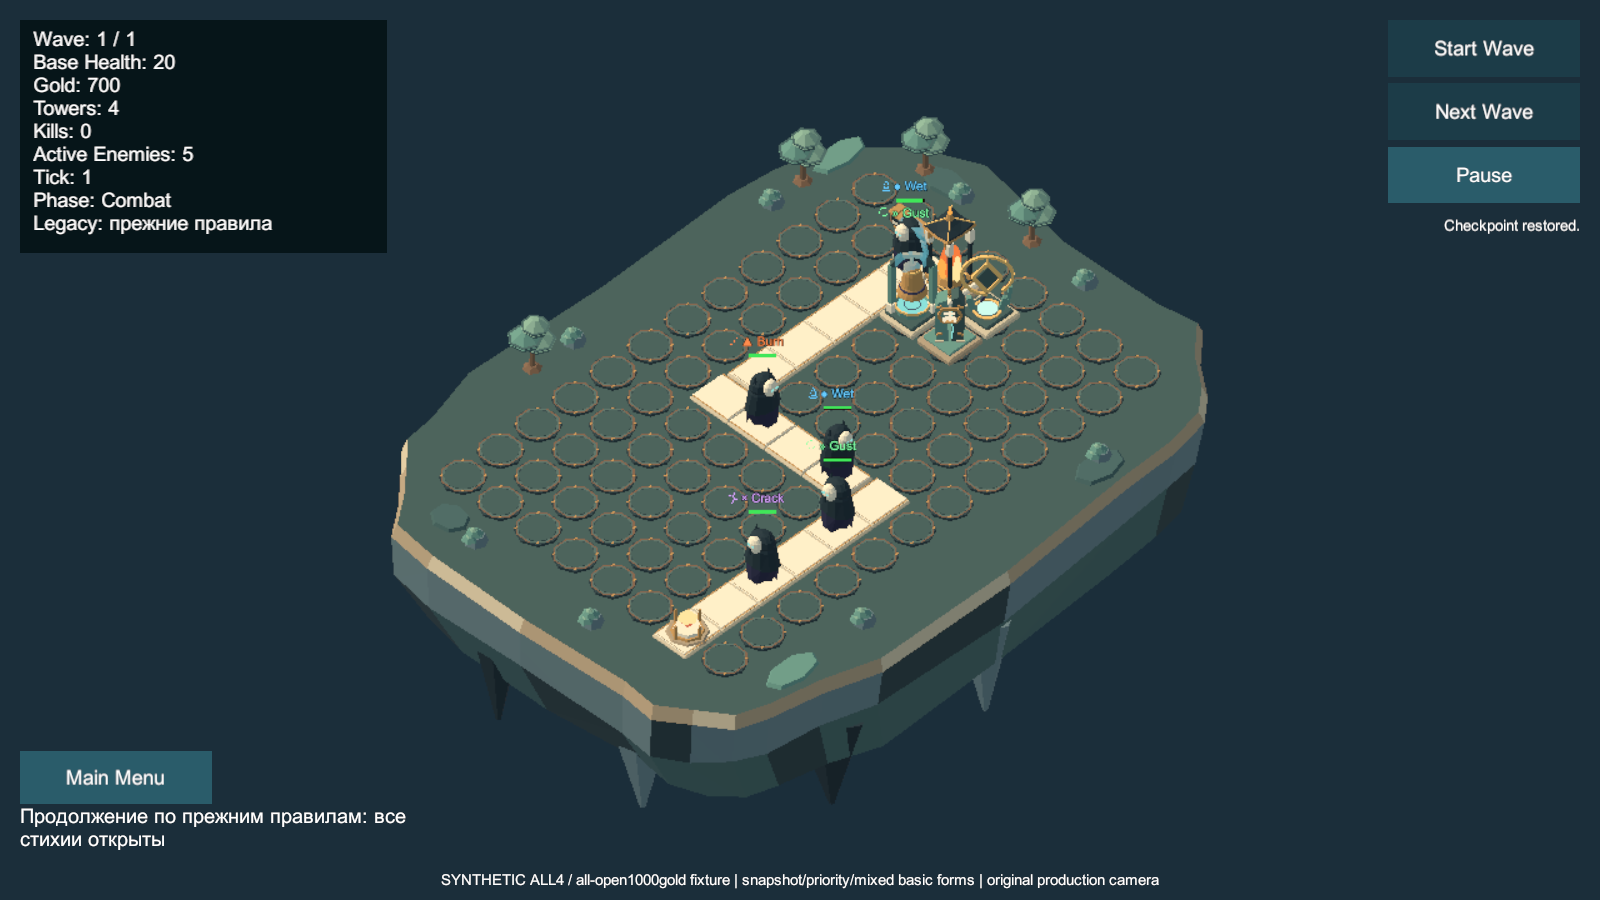 Wave: 1 / 1
Base Health: 20
Gold: 700
Towers: 4
Kills: 0
Active Enemies: 5
Tick: 1
Phase: Combat
Legacy: прежние правила
Start Wave
Next Wave
Pause
Checkpoint restored.
Wet
Gust
Burn
Wet
Gust
Crack
Main Menu
Продолжение по прежним правилам: все
стихии открыты
SYNTHETIC ALL4 / all-open1000gold fixture | snapshot/priority/mixed basic forms | original production camera